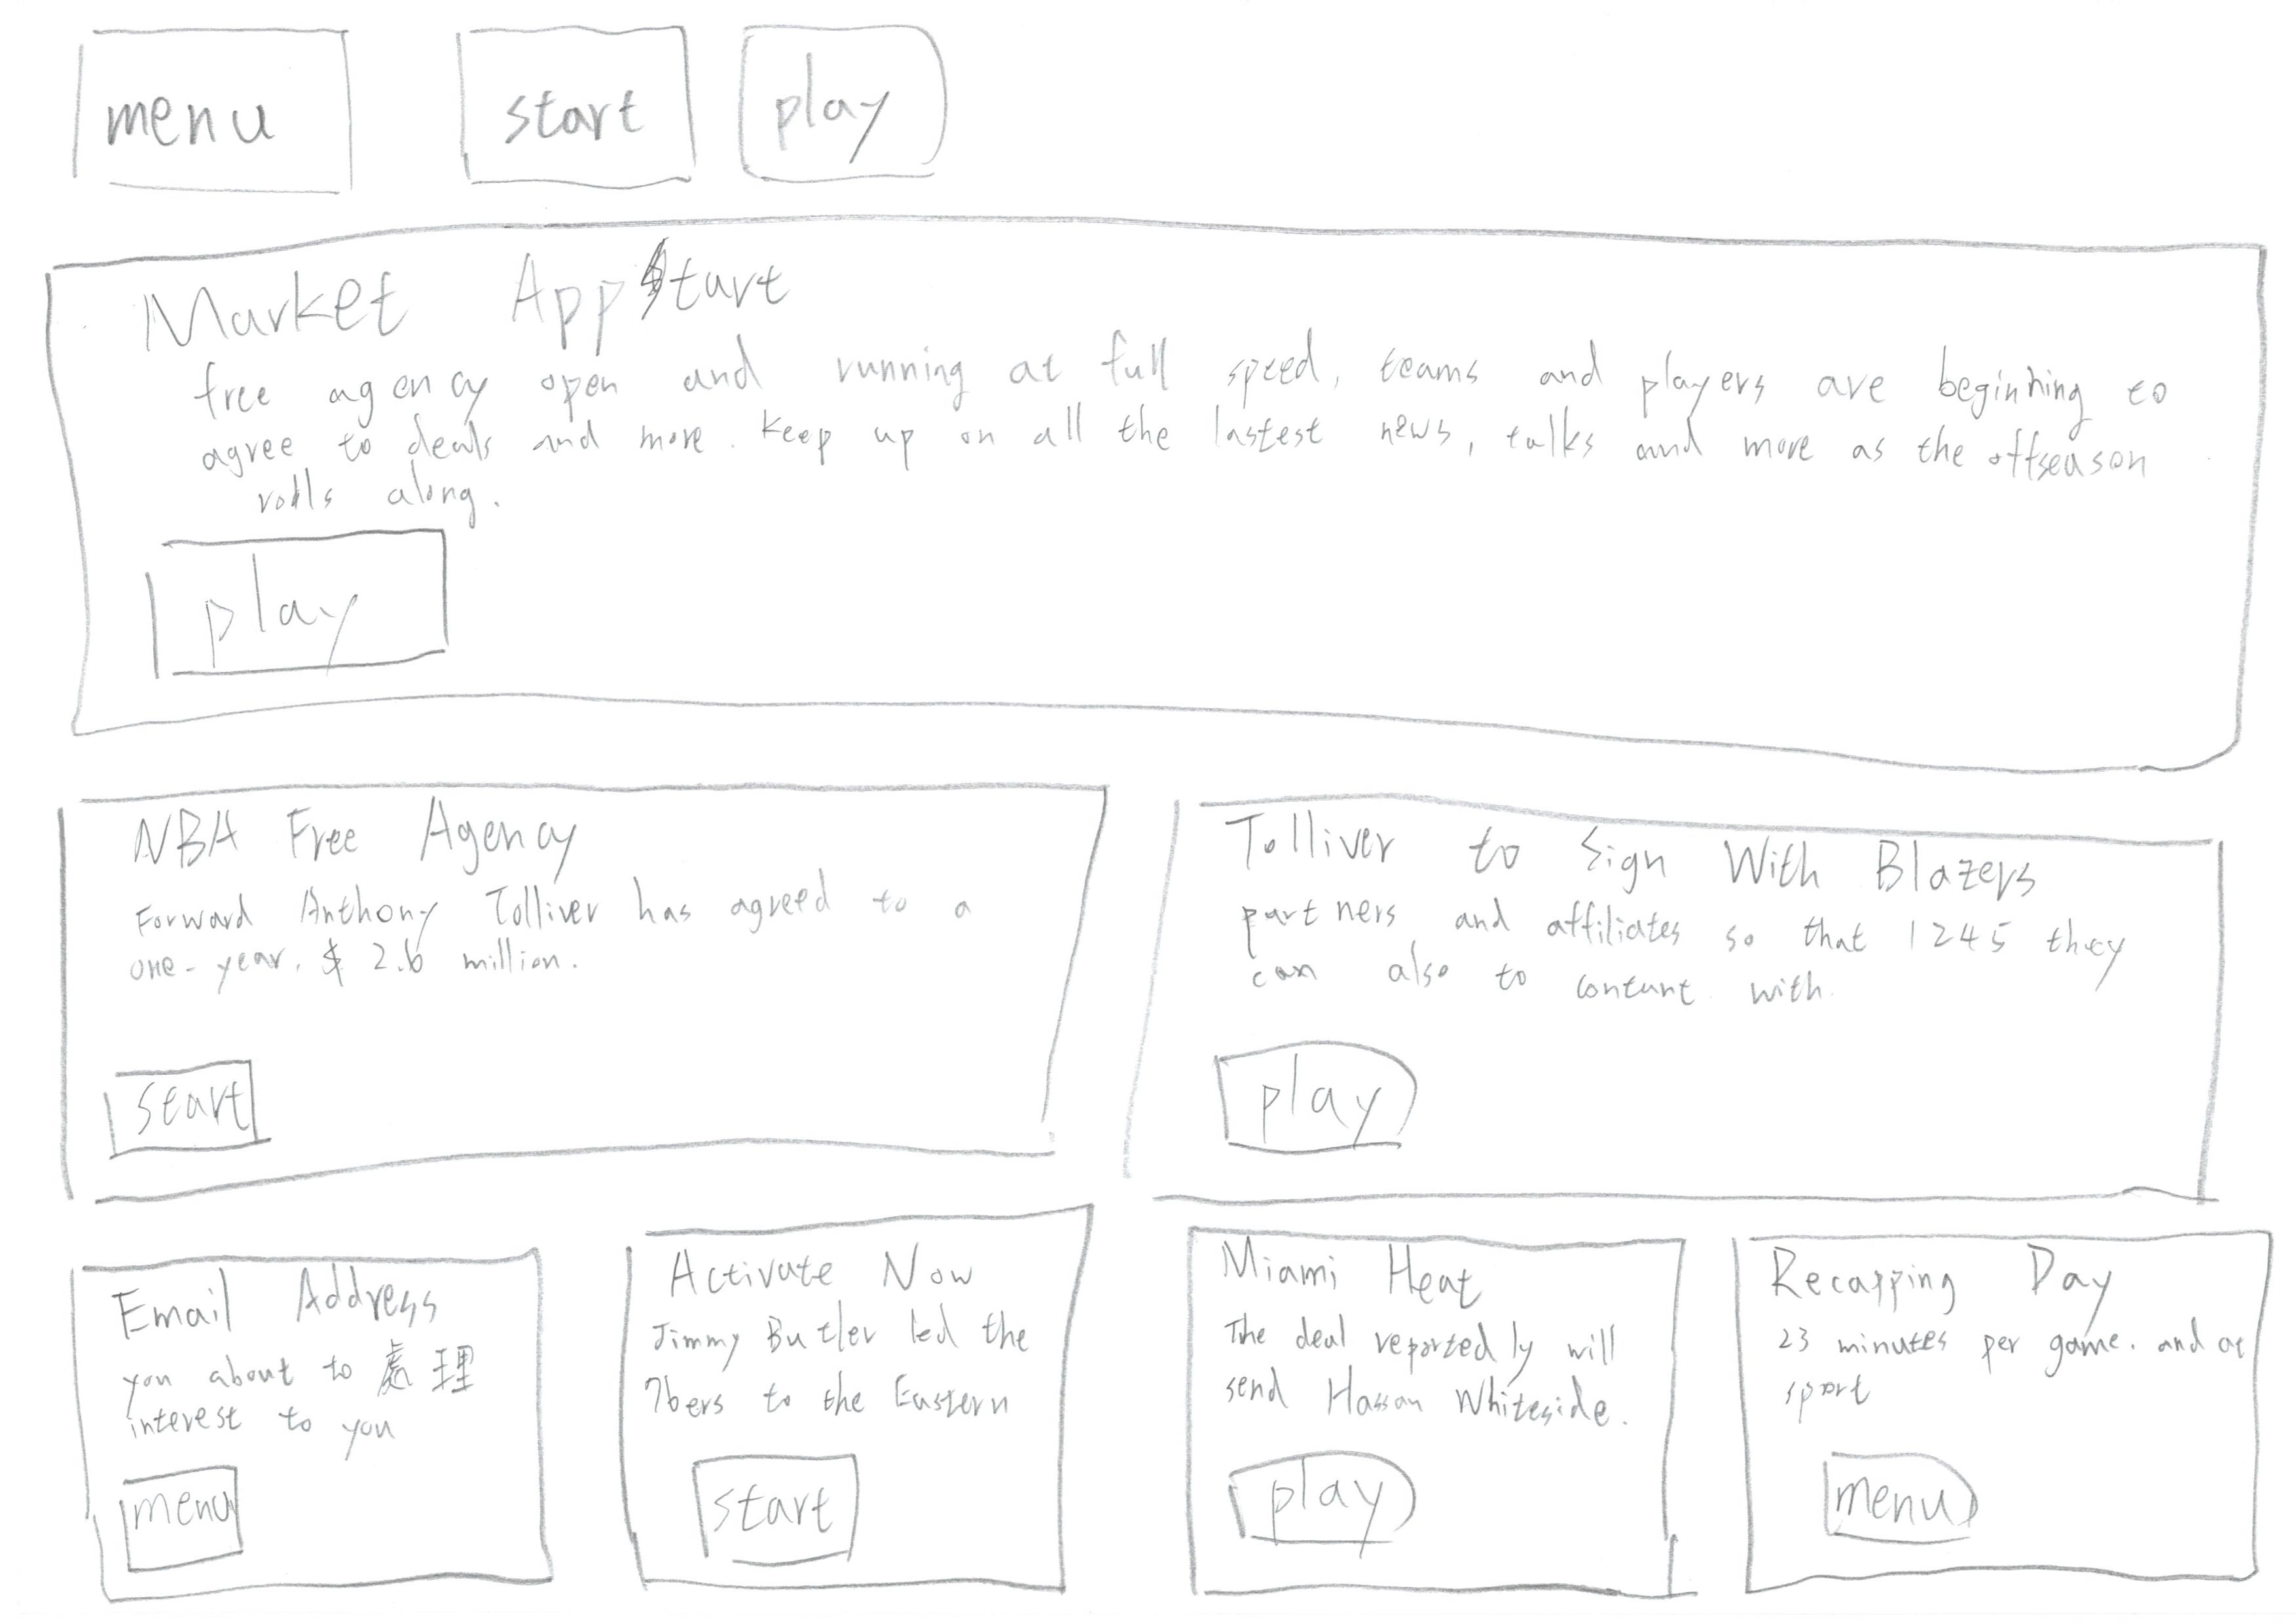 menu
start
play
Market AppStart
free agency open and running at full speed, teams and players are beginning to
agree to deals and more. Keep up on all the lastest news, talks and more as the offseason
rolls along.
play
NBA Free Agency
Forward Anthony Tolliver has agreed to a
one-year, $ 2.6 million.
start
Tolliver to Sign With Blazers
partners and affiliates so that 1245 they
can also to contant with.
play
Email Address
you about to 處理
interest to you
menu
Activate Now
Jimmy Butler led the
76ers to the Eastern
start
Miami Heat
The deal reportedly will
send Hassan Whiteside.
play
Recapping Day
23 minutes per game. and at
sport
menu